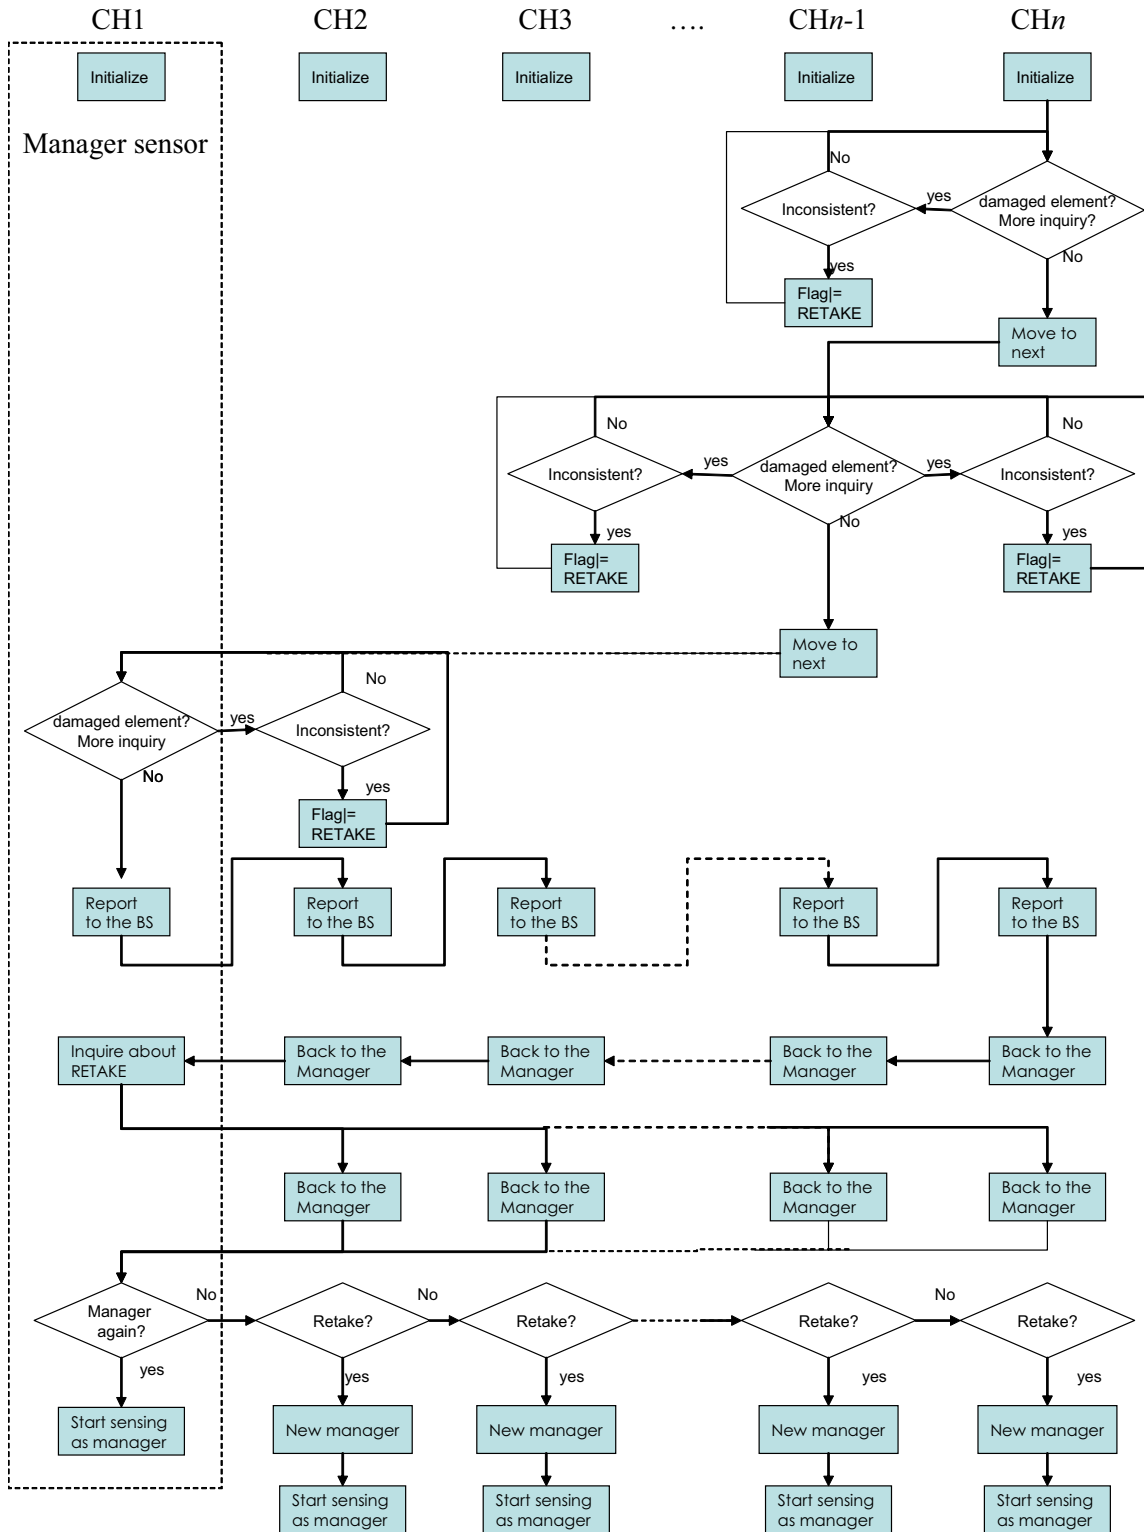 CH1 CH2 CH3 .... CHn-1 CHn
Initialize Initialize Initialize Initialize Initialize
Manager sensor
No
Inconsistent?
yes
damaged element?
More inquiry?
yes
No
Flag|=
RETAKE
Move to
next
No
Inconsistent?
yes
damaged element?
More inquiry
yes
No
Inconsistent?
No
yes
yes
Flag|=
RETAKE
Flag|=
RETAKE
Move to
next
damaged element?
More inquiry
yes
No
Inconsistent?
No
yes
Flag|=
RETAKE
Report
to the BS
Report
to the BS
Report
to the BS
Report
to the BS
Report
to the BS
Inquire about
RETAKE
Back to the
Manager
Back to the
Manager
Back to the
Manager
Back to the
Manager
Back to the
Manager
Back to the
Manager
Back to the
Manager
Back to the
Manager
Manager
again?
No
Retake?
No
Retake?
Retake?
No
Retake?
yes yes yes yes yes
Start sensing
as manager
New manager New manager New manager New manager
Start sensing
as manager
Start sensing
as manager
Start sensing
as manager
Start sensing
as manager